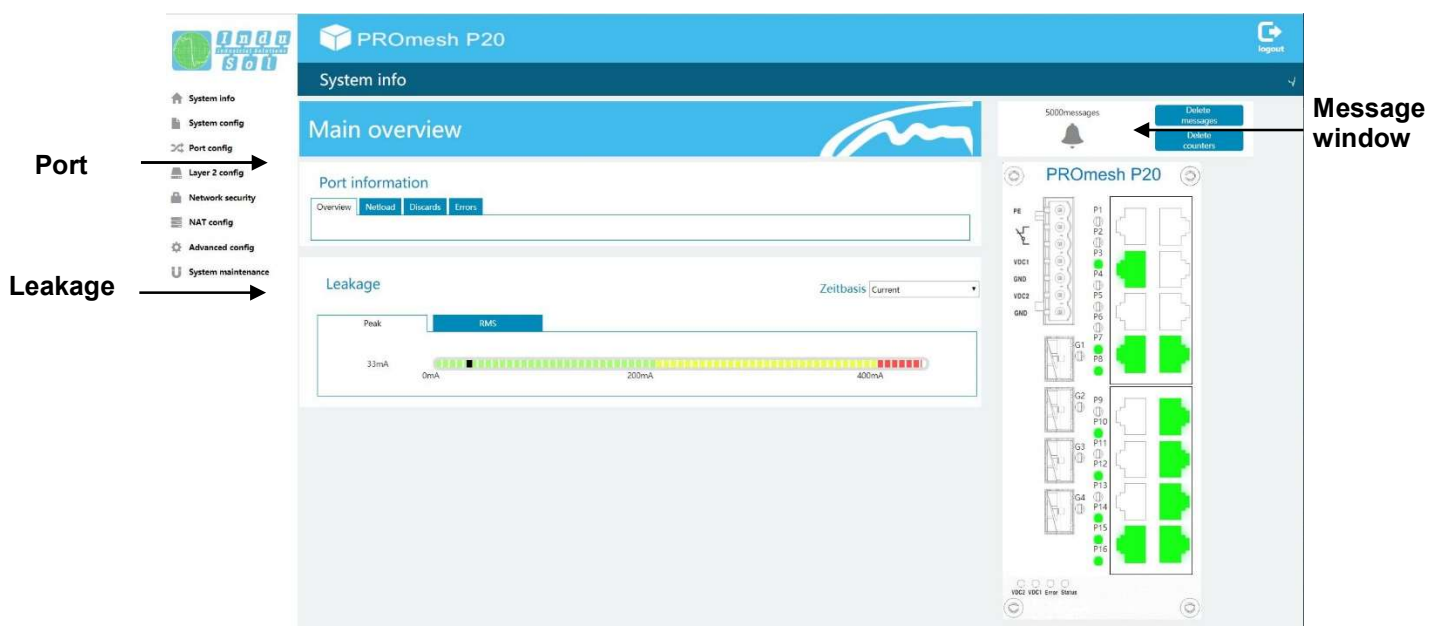 Indu
Industrial Solutions
Sol
PROmesh P20
logout
System info
System info
System config
Port config
Layer 2 config
Network security
NAT config
Advanced config
System maintenance
Port
Leakage
Main overview
Port information
Overview Netload Discards Errors
Leakage
Zeitbasis Current
Peak RMS
33mA
0mA 200mA 400mA
5000messages
Delete
messages
Delete
counters
Message
window
PROmesh P20
PE
VDC1
GND
VDC2
GND
P1
P2
P3
P4
P5
P6
P7
G1
P8
G2
P9
P10
G3
P11
P12
P13
G4
P14
P15
P16
VDC2 VDC1 Error Status